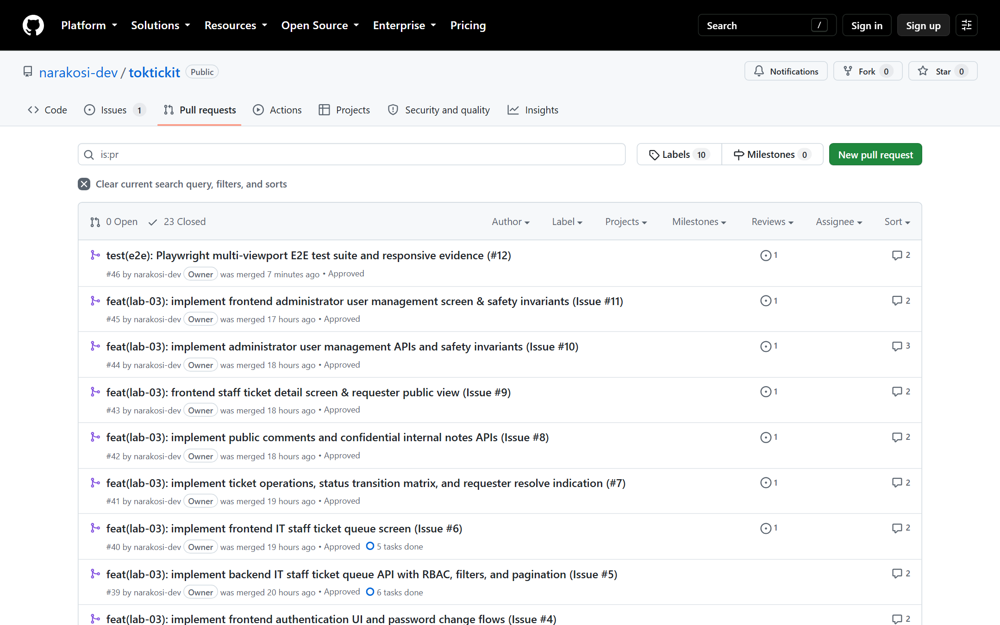 Platform Solutions Resources Open Source Enterprise Pricing Search / Sign in Sign up
narakosi-dev / toktickit Public Notifications Fork 0 Star 0
Code Issues 1 Pull requests Actions Projects Security and quality Insights
is:pr Labels 10 Milestones 0 New pull request
Clear current search query, filters, and sorts
0 Open 23 Closed Author Label Projects Milestones Reviews Assignee Sort
test(e2e): Playwright multi-viewport E2E test suite and responsive evidence (#12) 1 2
#46 by narakosi-dev Owner was merged 7 minutes ago • Approved
feat(lab-03): implement frontend administrator user management screen & safety invariants (Issue #11) 1 2
#45 by narakosi-dev Owner was merged 17 hours ago • Approved
feat(lab-03): implement administrator user management APIs and safety invariants (Issue #10) 1 3
#44 by narakosi-dev Owner was merged 18 hours ago • Approved
feat(lab-03): frontend staff ticket detail screen & requester public view (Issue #9) 1 2
#43 by narakosi-dev Owner was merged 18 hours ago • Approved
feat(lab-03): implement public comments and confidential internal notes APIs (Issue #8) 1 2
#42 by narakosi-dev Owner was merged 18 hours ago • Approved
feat(lab-03): implement ticket operations, status transition matrix, and requester resolve indication (#7) 1 2
#41 by narakosi-dev Owner was merged 19 hours ago • Approved
feat(lab-03): implement frontend IT staff ticket queue screen (Issue #6) 1 2
#40 by narakosi-dev Owner was merged 19 hours ago • Approved 5 tasks done
feat(lab-03): implement backend IT staff ticket queue API with RBAC, filters, and pagination (Issue #5) 2
#39 by narakosi-dev Owner was merged 20 hours ago • Approved 6 tasks done
feat(lab-03): implement frontend authentication UI and password change flows (Issue #4) 2